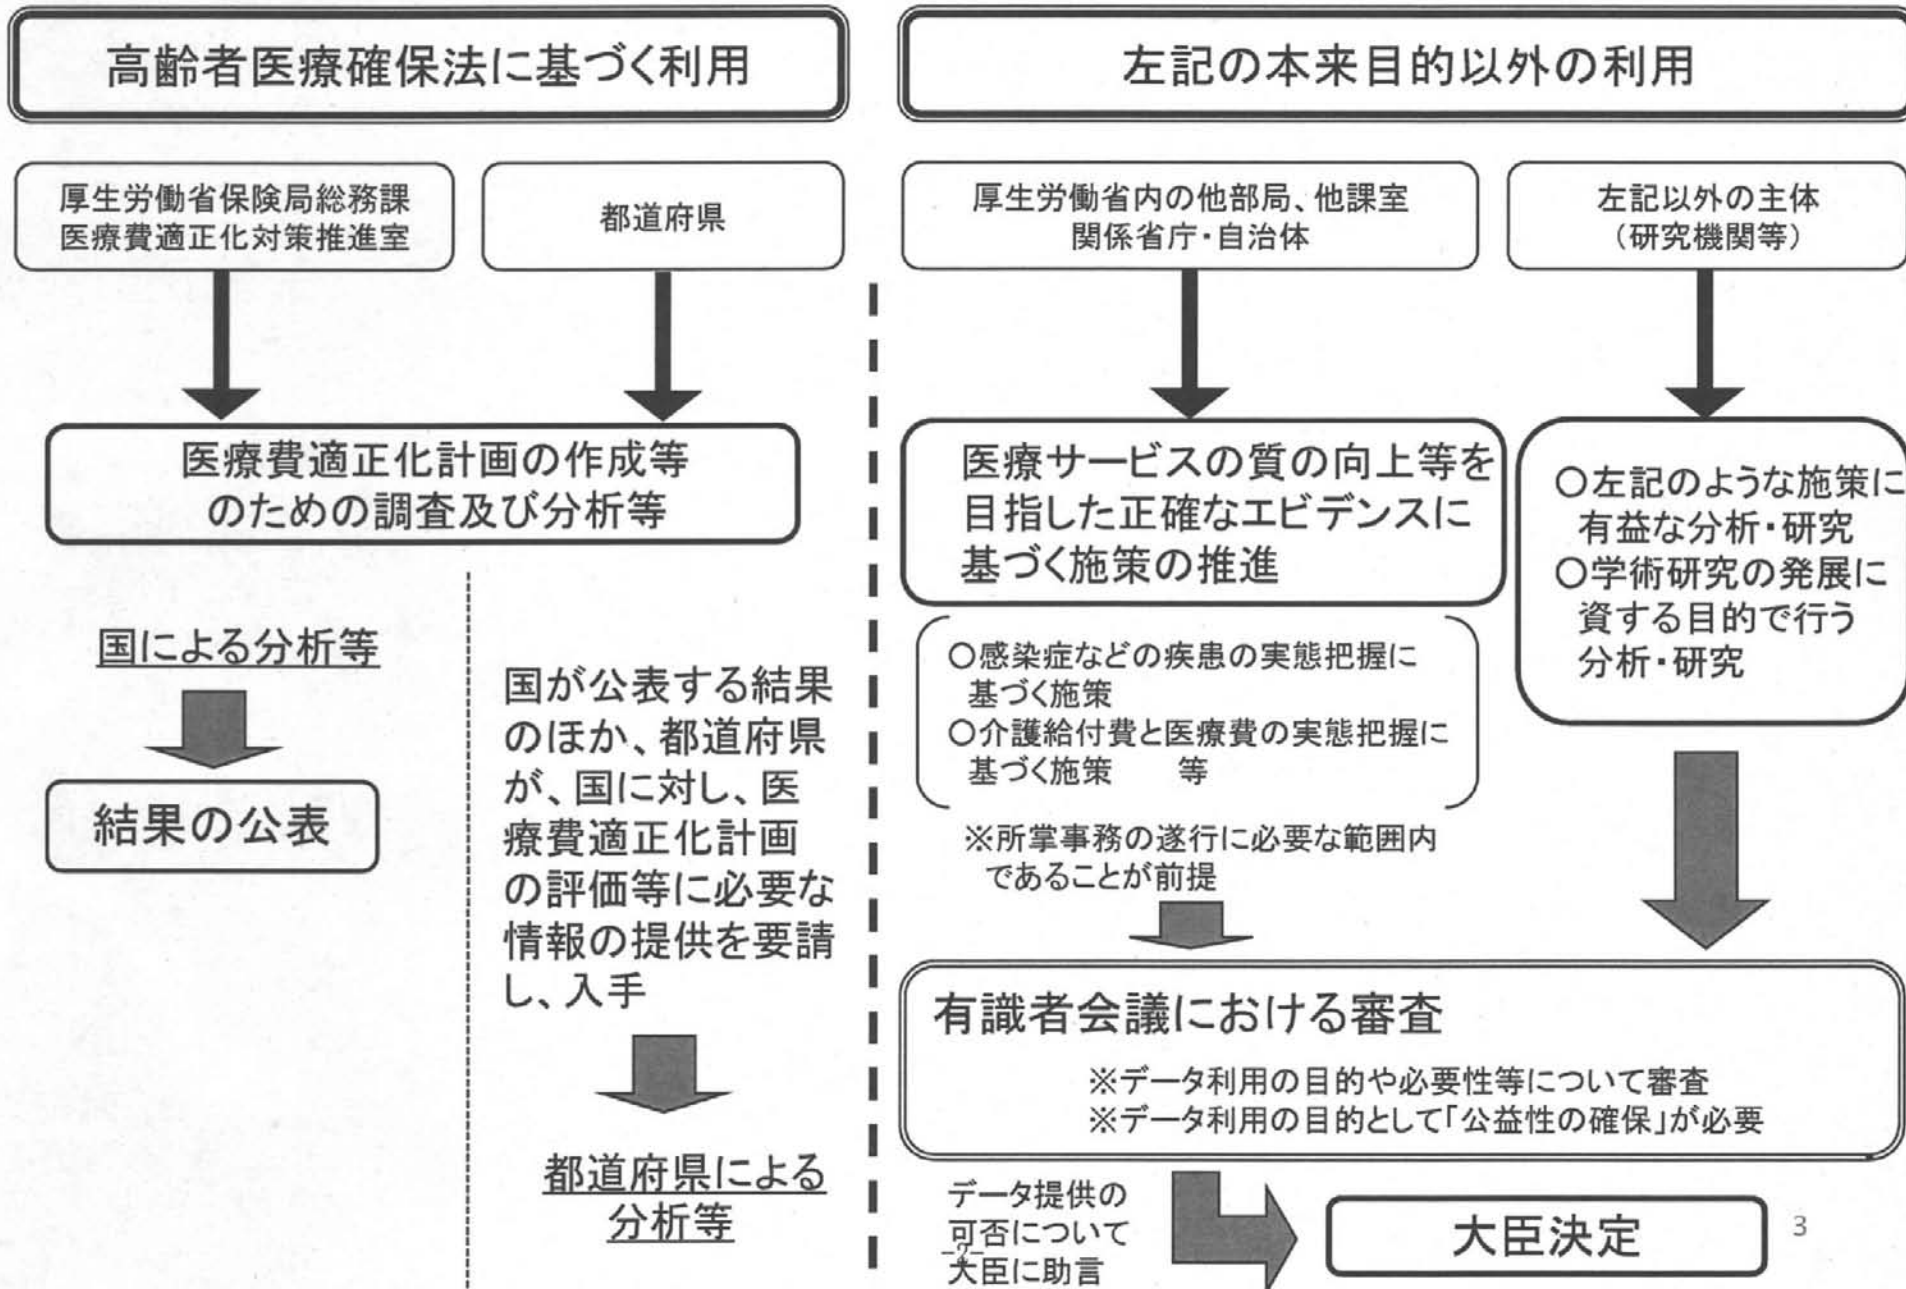 高齢者医療確保法に基づく利用
左記の本来目的以外の利用
厚生労働省保険局総務課
医療費適正化対策推進室
都道府県
厚生労働省内の他部局、他課室
関係省庁・自治体
左記以外の主体
（研究機関等）
医療費適正化計画の作成等
のための調査及び分析等
国による分析等
結果の公表
国が公表する結果
のほか、都道府県
が、国に対し、医
療費適正化計画
の評価等に必要な
情報の提供を要請
し、入手
都道府県による
分析等
医療サービスの質の向上等を
目指した正確なエビデンスに
基づく施策の推進
○感染症などの疾患の実態把握に
基づく施策
○介護給付費と医療費の実態把握に
基づく施策　等
※所掌事務の遂行に必要な範囲内
であることが前提
○左記のような施策に
有益な分析・研究
○学術研究の発展に
資する目的で行う
分析・研究
有識者会議における審査
※データ利用の目的や必要性等について審査
※データ利用の目的として「公益性の確保」が必要
データ提供の
可否について
大臣に助言
大臣決定
-2-
3